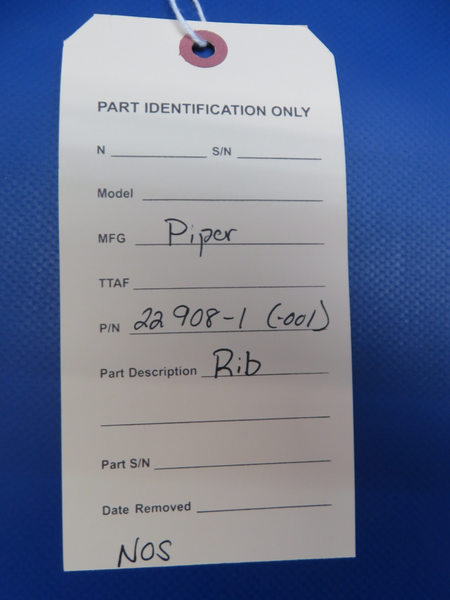 PART IDENTIFICATION ONLY
N S/N
Model
MFG Piper
TTAF
P/N 22908-1 (-001)
Part Description Rib
Part S/N
Date Removed
NOS